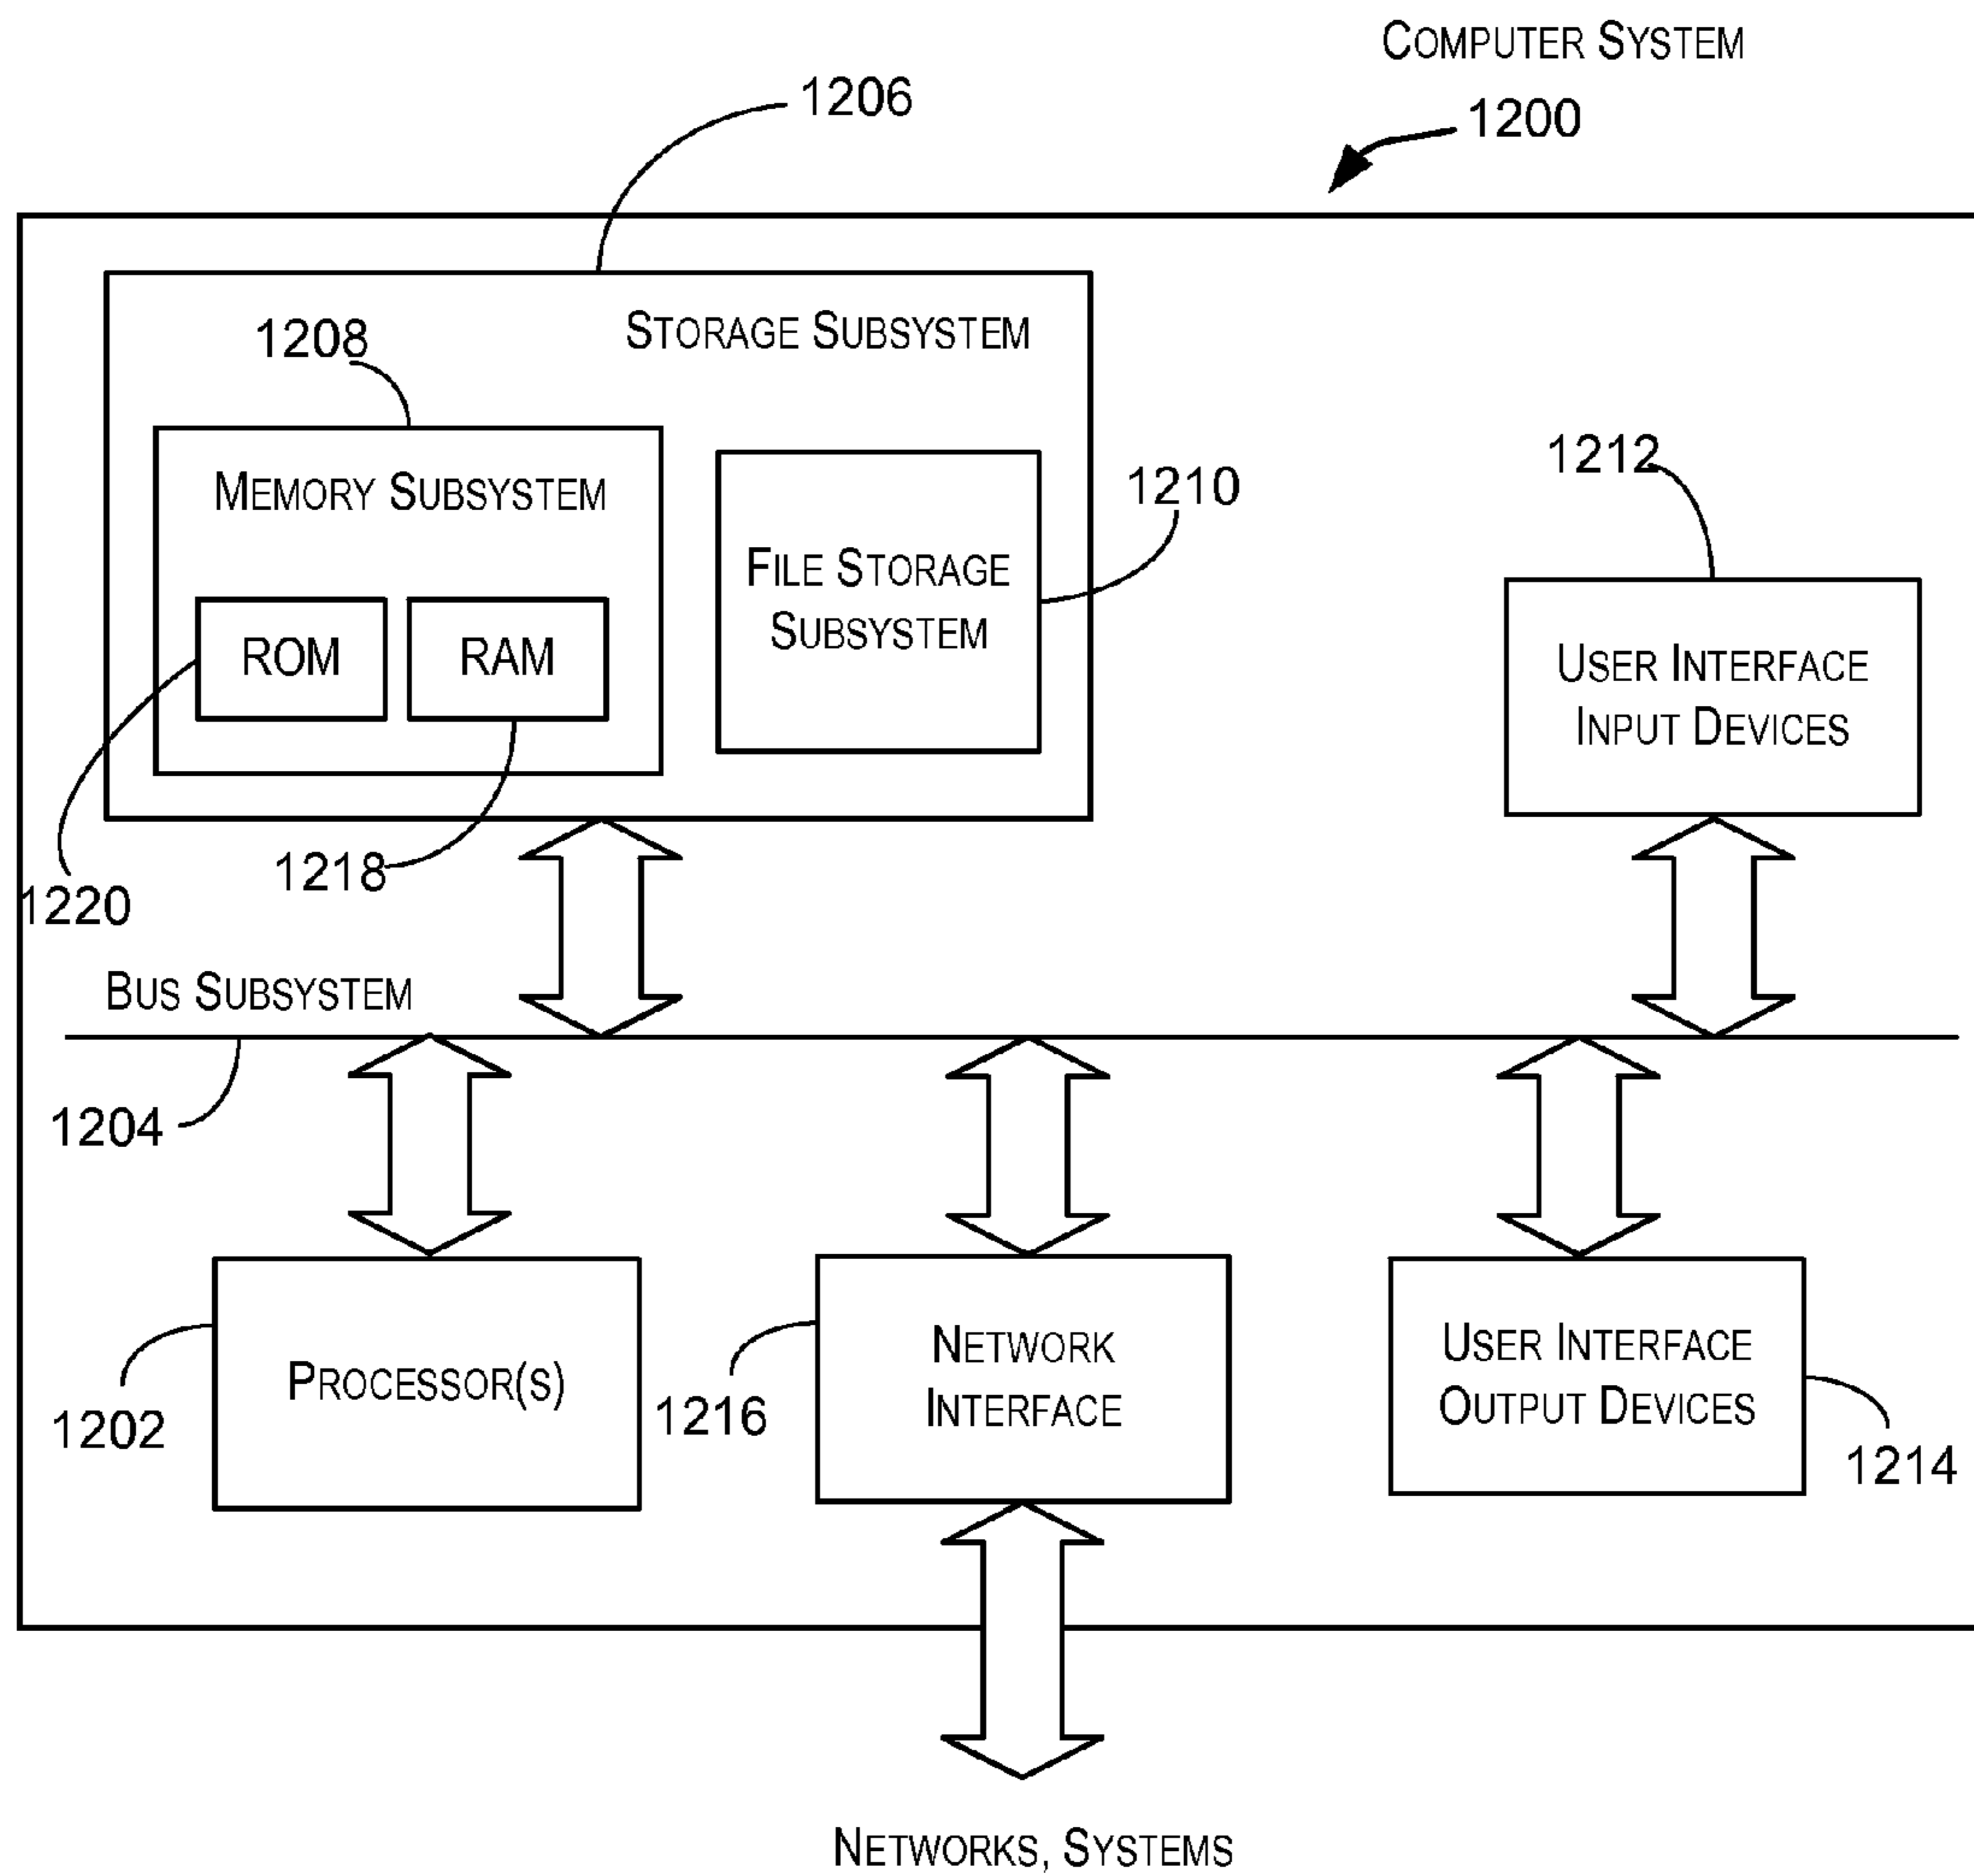 COMPUTER SYSTEM
1200
1206
STORAGE SUBSYSTEM
1208
MEMORY SUBSYSTEM
1210
FILE STORAGE
SUBSYSTEM
ROM
RAM
1212
USER INTERFACE
INPUT DEVICES
1218
1220
BUS SUBSYSTEM
1204
PROCESSOR(S)
1202
NETWORK
INTERFACE
1216
USER INTERFACE
OUTPUT DEVICES
1214
NETWORKS, SYSTEMS